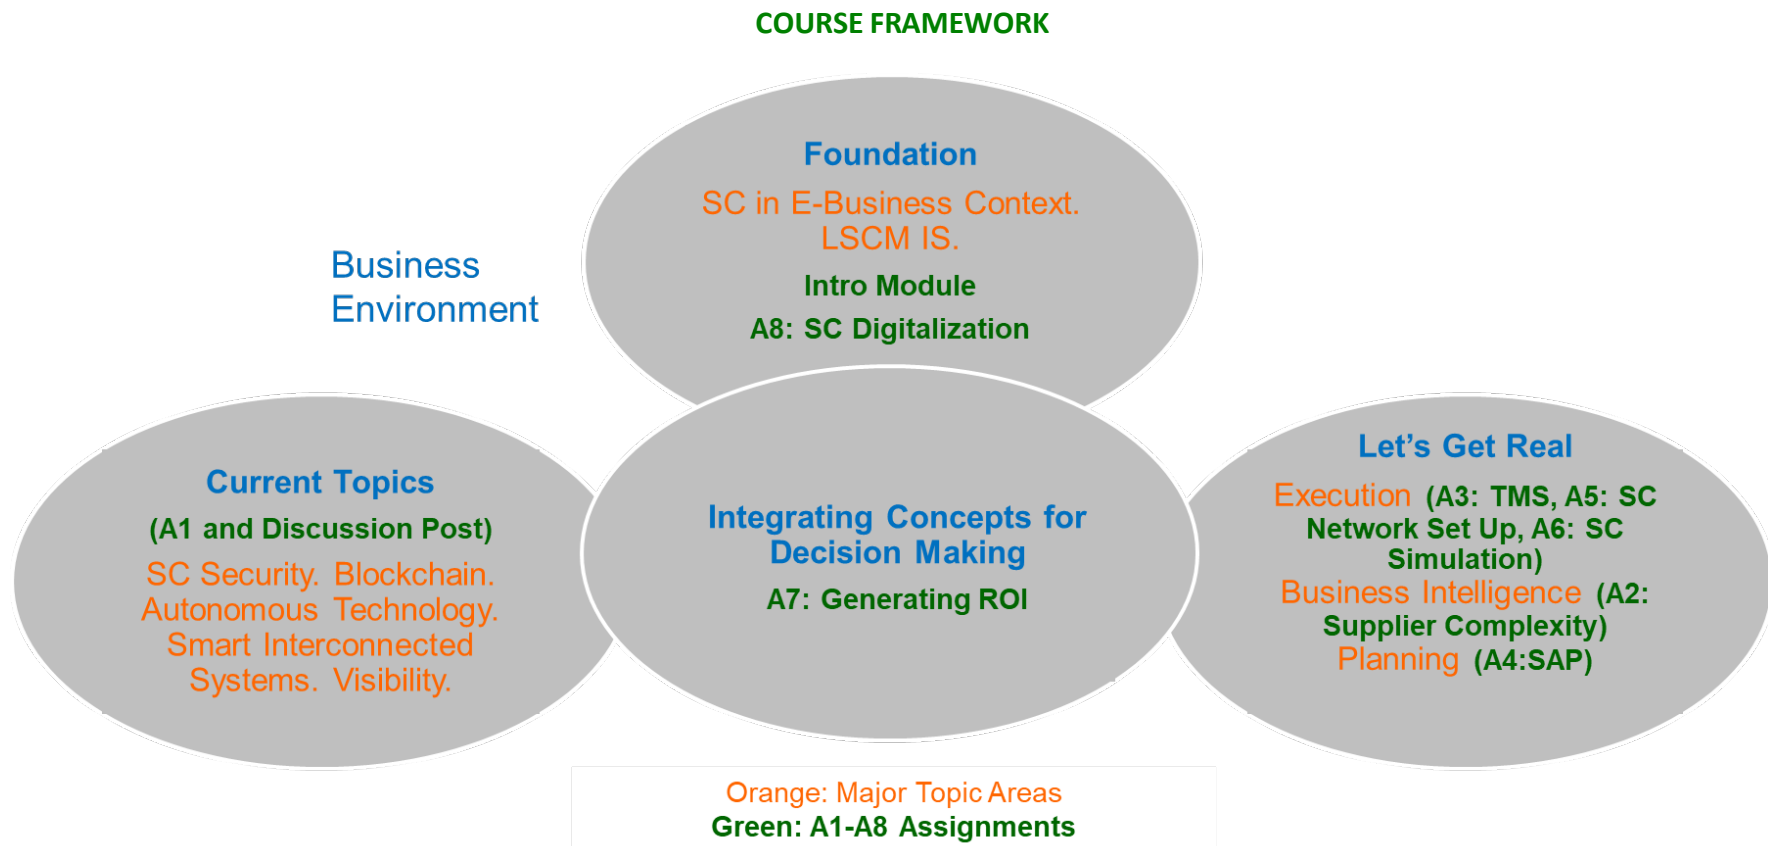 COURSE FRAMEWORK
Foundation
SC in E-Business Context.
LSCM IS.
Intro Module
A8: SC Digitalization
Business
Environment
Current Topics
(A1 and Discussion Post)
SC Security. Blockchain.
Autonomous Technology.
Smart Interconnected
Systems. Visibility.
Integrating Concepts for
Decision Making
A7: Generating ROI
Let’s Get Real
Execution (A3: TMS, A5: SC
Network Set Up, A6: SC
Simulation)
Business Intelligence (A2:
Supplier Complexity)
Planning (A4:SAP)
Orange: Major Topic Areas
Green: A1-A8 Assignments